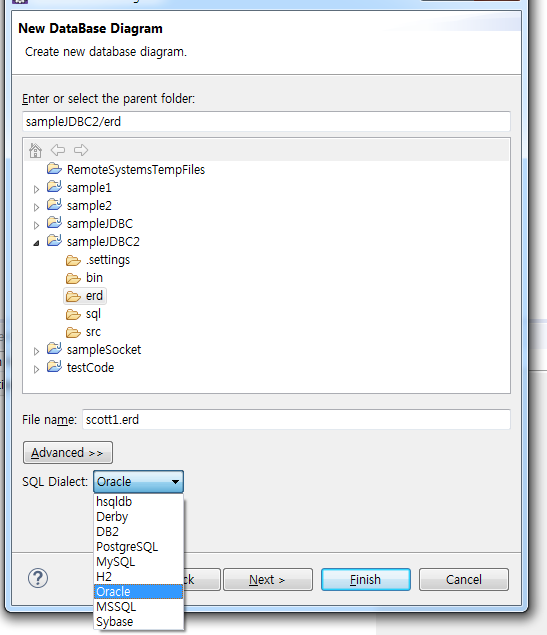 New DataBase Diagram
Create new database diagram.
Enter or select the parent folder:
sampleJDBC2/erd
RemoteSystemsTempFiles
sample1
sample2
sampleJDBC
sampleJDBC2
.settings
bin
erd
sql
src
sampleSocket
testCode
File name: scott1.erd
Advanced >>
SQL Dialect: Oracle
hsqldb
Derby
DB2
PostgreSQL
MySQL
H2
Oracle
MSSQL
Sybase
? ck Next > Finish Cancel